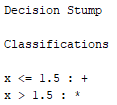 Decision Stump
Classifications
x <= 1.5 : +
x > 1.5 : *